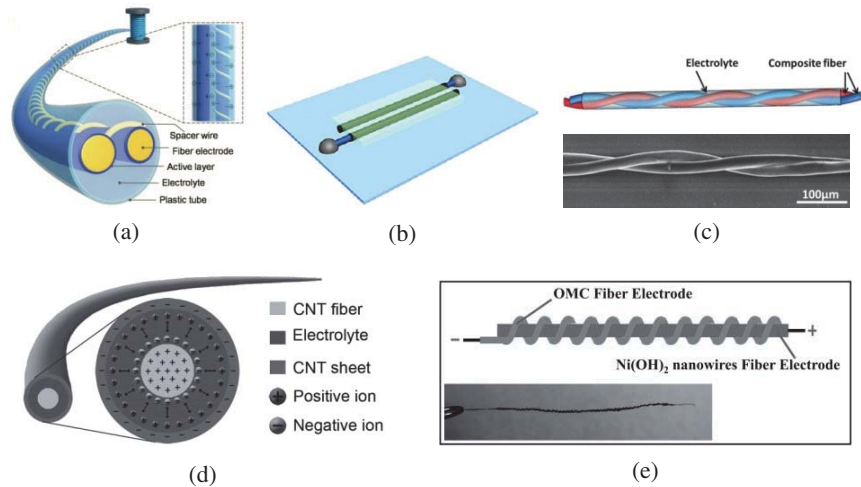 Spacer wire
Fiber electrode
Active layer
Electrolyte
Plastic tube
(a)
(b)
Electrolyte
Composite fiber
100μm
(c)
CNT fiber
Electrolyte
CNT sheet
Positive ion
Negative ion
(d)
OMC Fiber Electrode
−
+
Ni(OH)₂ nanowires Fiber Electrode
(e)